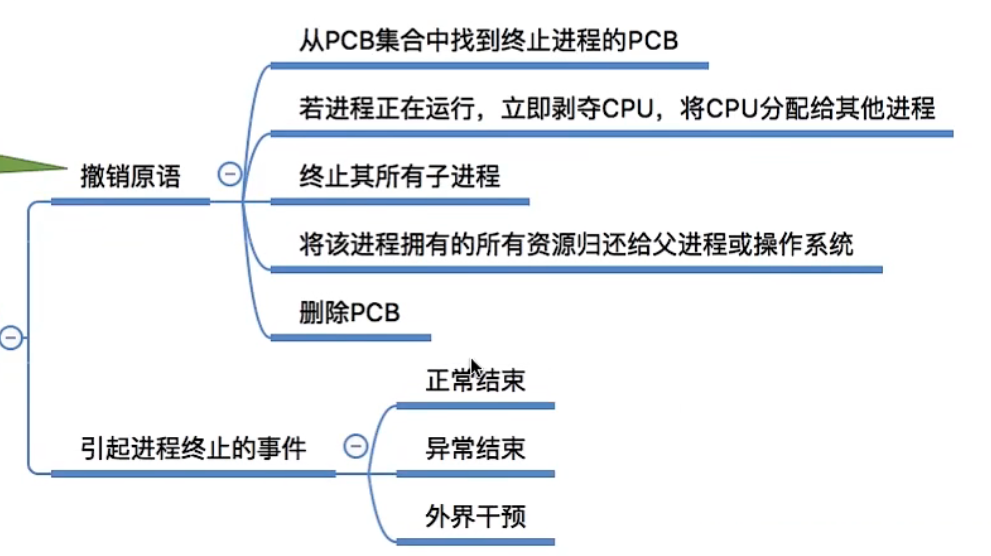 从PCB集合中找到终止进程的PCB
若进程正在运行，立即剥夺CPU，将CPU分配给其他进程
撤销原语
终止其所有子进程
将该进程拥有的所有资源归还给父进程或操作系统
删除PCB
正常结束
引起进程终止的事件
异常结束
外界干预